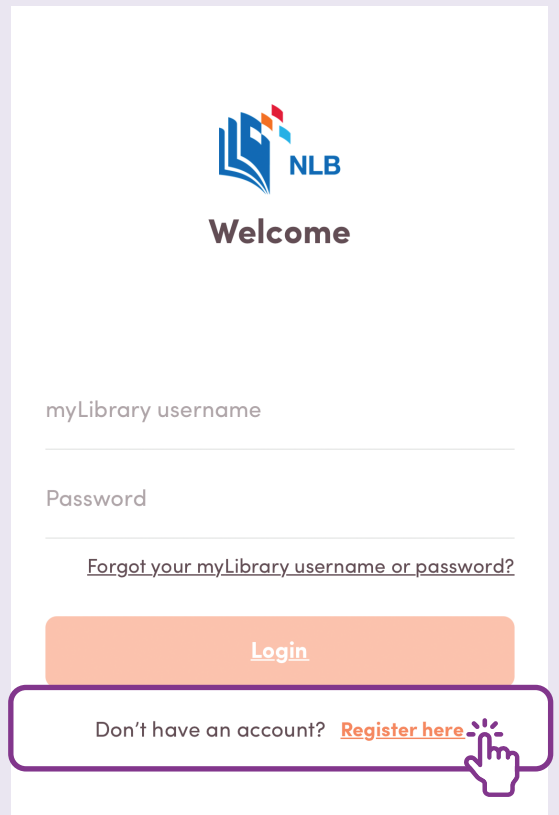 NLB
Welcome
myLibrary username
Password
Forgot your myLibrary username or password?
Login
Don’t have an account? Register here